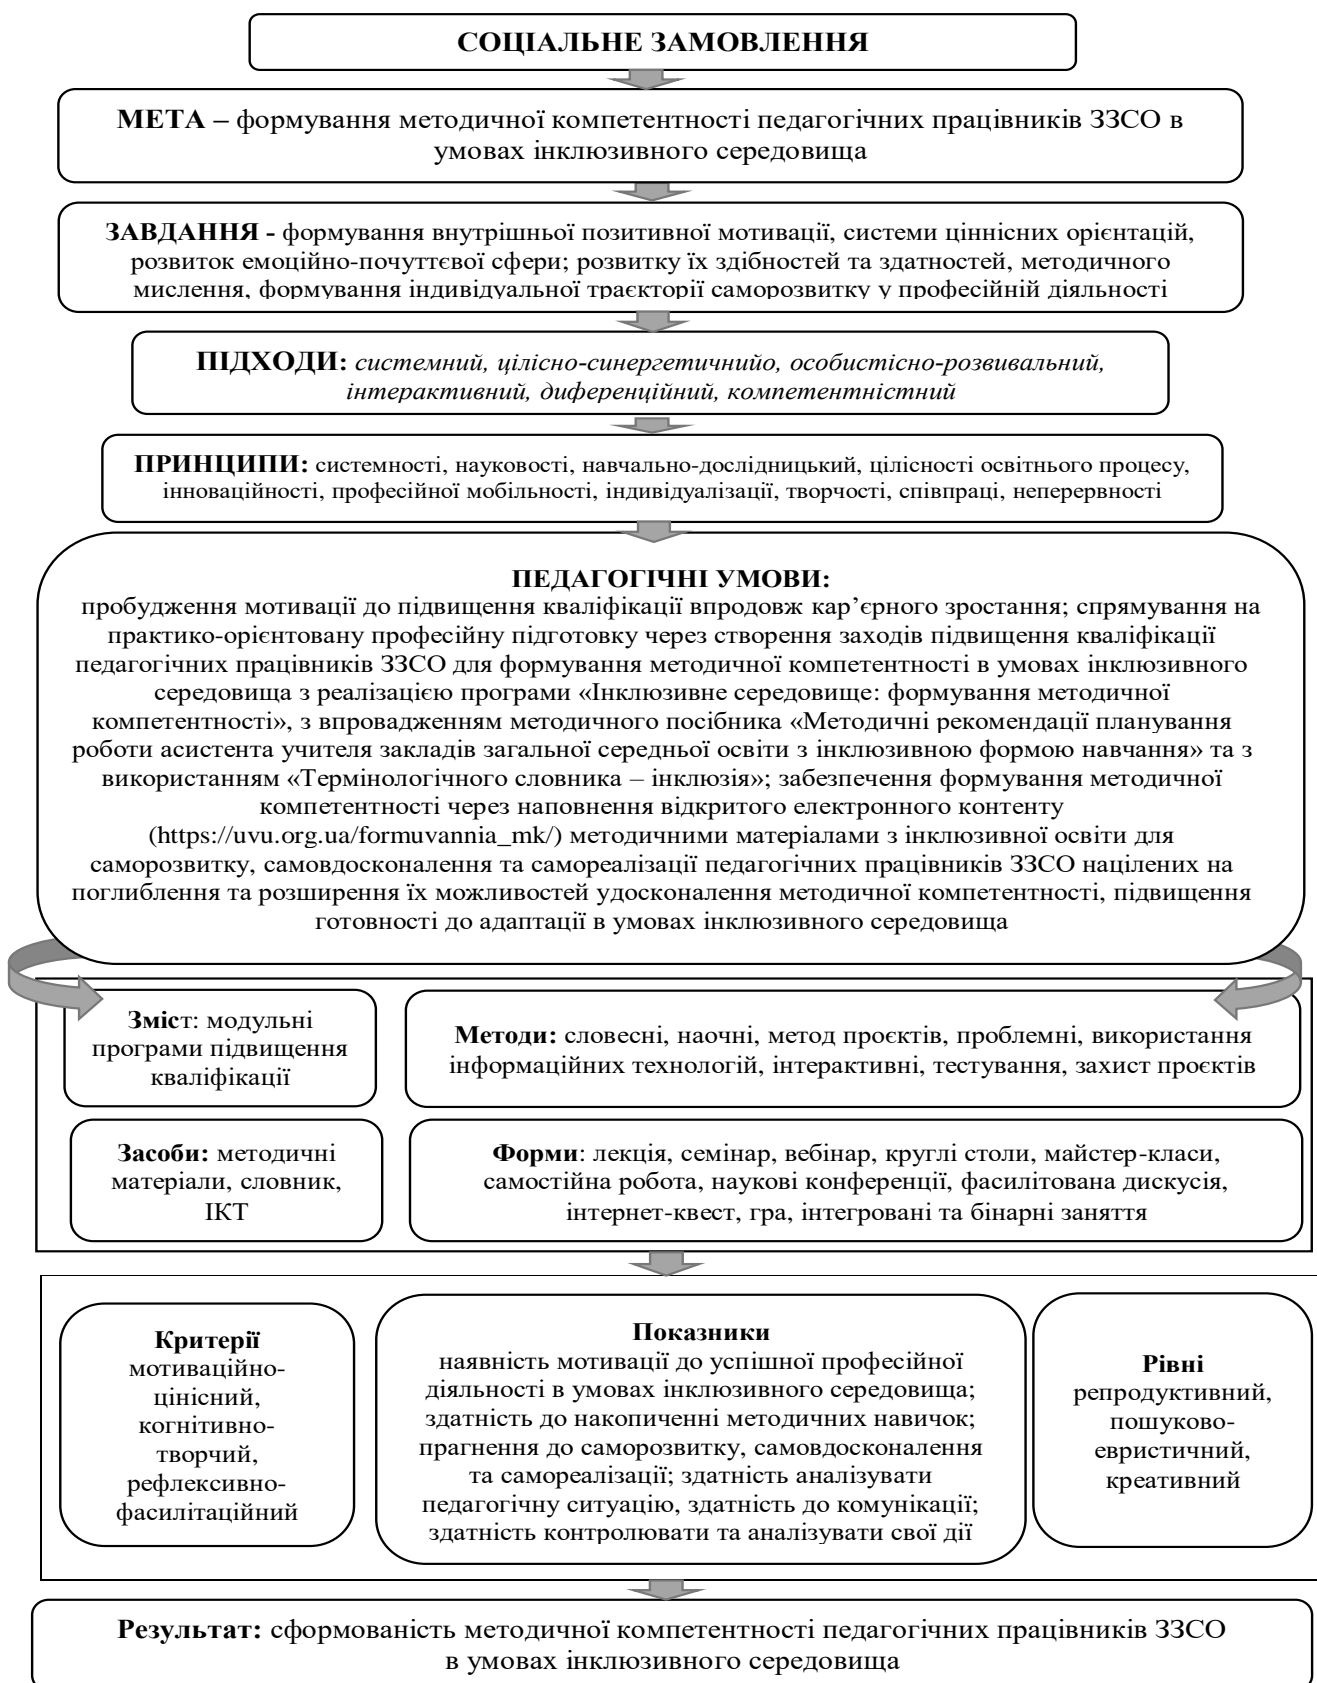 СОЦІАЛЬНЕ ЗАМОВЛЕННЯ
МЕТА – формування методичної компетентності педагогічних працівників ЗЗСО в
умовах інклюзивного середовища
ЗАВДАННЯ - формування внутрішньої позитивної мотивації, системи ціннісних орієнтацій,
розвиток емоційно-почуттєвої сфери; розвитку їх здібностей та здатностей, методичного
мислення, формування індивідуальної траєкторії саморозвитку у професійній діяльності
ПІДХОДИ: системний, цілісно-синергетичнийо, особистісно-розвивальний,
інтерактивний, диференційний, компетентністний
ПРИНЦИПИ: системності, науковості, навчально-дослідницький, цілісності освітнього процесу,
інноваційності, професійної мобільності, індивідуалізації, творчості, співпраці, неперервності
ПЕДАГОГІЧНІ УМОВИ:
пробудження мотивації до підвищення кваліфікації впродовж кар’єрного зростання; спрямування на
практико-орієнтовану професійну підготовку через створення заходів підвищення кваліфікації
педагогічних працівників ЗЗСО для формування методичної компетентності в умовах інклюзивного
середовища з реалізацією програми «Інклюзивне середовище: формування методичної
компетентності», з впровадженням методичного посібника «Методичні рекомендації планування
роботи асистента учителя закладів загальної середньої освіти з інклюзивною формою навчання» та з
використанням «Термінологічного словника – інклюзія»; забезпечення формування методичної
компетентності через наповнення відкритого електронного контенту
(https://uvu.org.ua/formuvannia_mk/) методичними матеріалами з інклюзивної освіти для
саморозвитку, самовдосконалення та самореалізації педагогічних працівників ЗЗСО націлених на
поглиблення та розширення їх можливостей удосконалення методичної компетентності, підвищення
готовності до адаптації в умовах інклюзивного середовища
Зміст: модульні
програми підвищення
кваліфікації
Методи: словесні, наочні, метод проєктів, проблемні, використання
інформаційних технологій, інтерактивні, тестування, захист проєктів
Засоби: методичні
матеріали, словник,
ІКТ
Форми: лекція, семінар, вебінар, круглі столи, майстер-класи,
самостійна робота, наукові конференції, фасилітована дискусія,
інтернет-квест, гра, інтегровані та бінарні заняття
Критерії
мотиваційно-
цінісний,
когнітивно-
творчий,
рефлексивно-
фасилітаційний
Показники
наявність мотивації до успішної професійної
діяльності в умовах інклюзивного середовища;
здатність до накопиченні методичних навичок;
прагнення до саморозвитку, самовдосконалення
та самореалізації; здатність аналізувати
педагогічну ситуацію, здатність до комунікації;
здатність контролювати та аналізувати свої дії
Рівні
репродуктивний,
пошуково-
евристичний,
креативний
Результат: сформованість методичної компетентності педагогічних працівників ЗЗСО
в умовах інклюзивного середовища